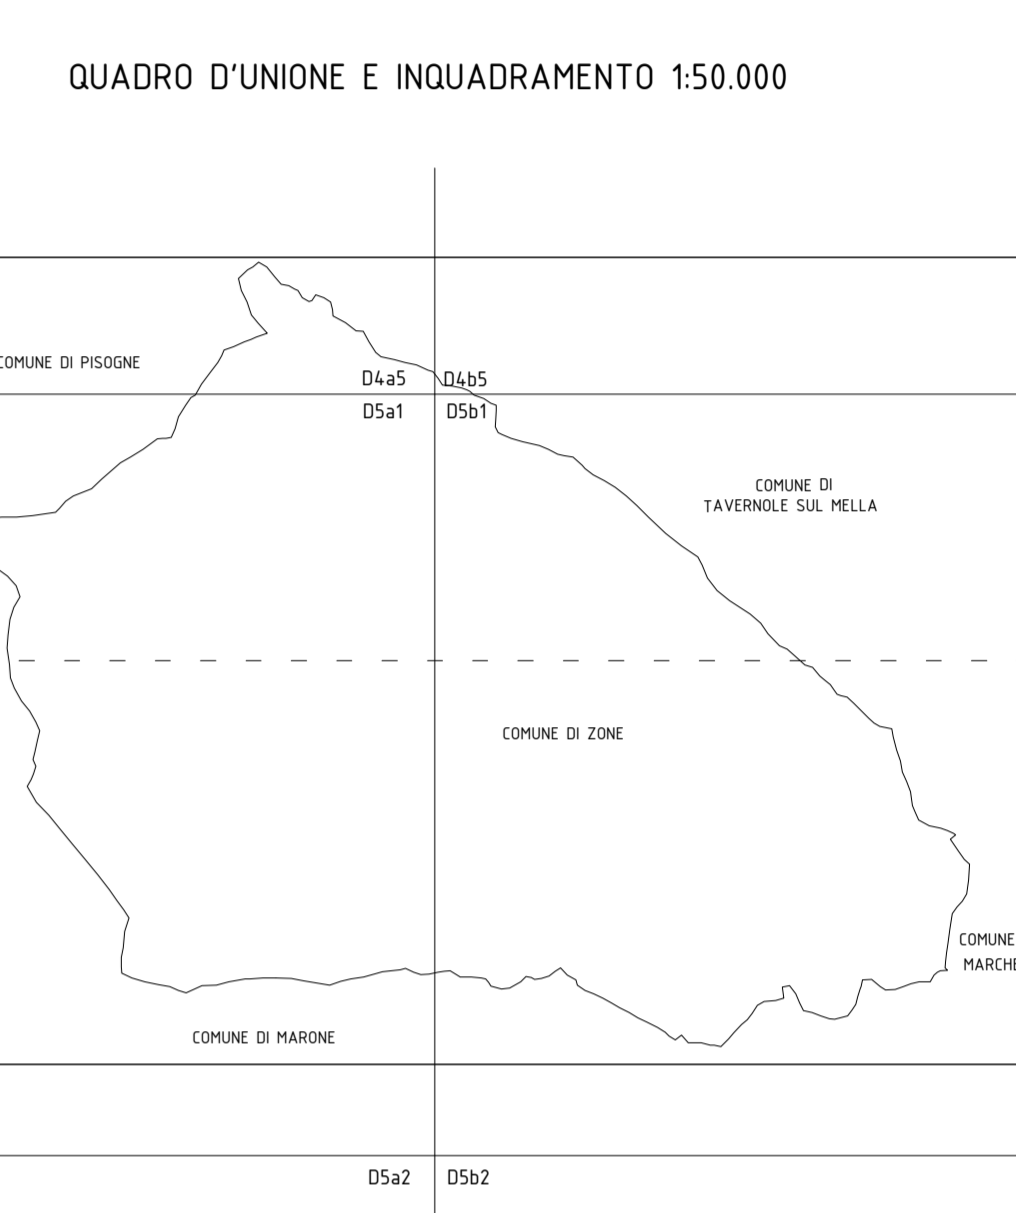 QUADRO D'UNIONE E INQUADRAMENTO 1:50.000
COMUNE DI PISOGNE
D4a5
D4b5
D5a1
D5b1
COMUNE DI
TAVERNOLE SUL MELLA
COMUNE DI ZONE
COMUNE
MARCHE
COMUNE DI MARONE
D5a2
D5b2